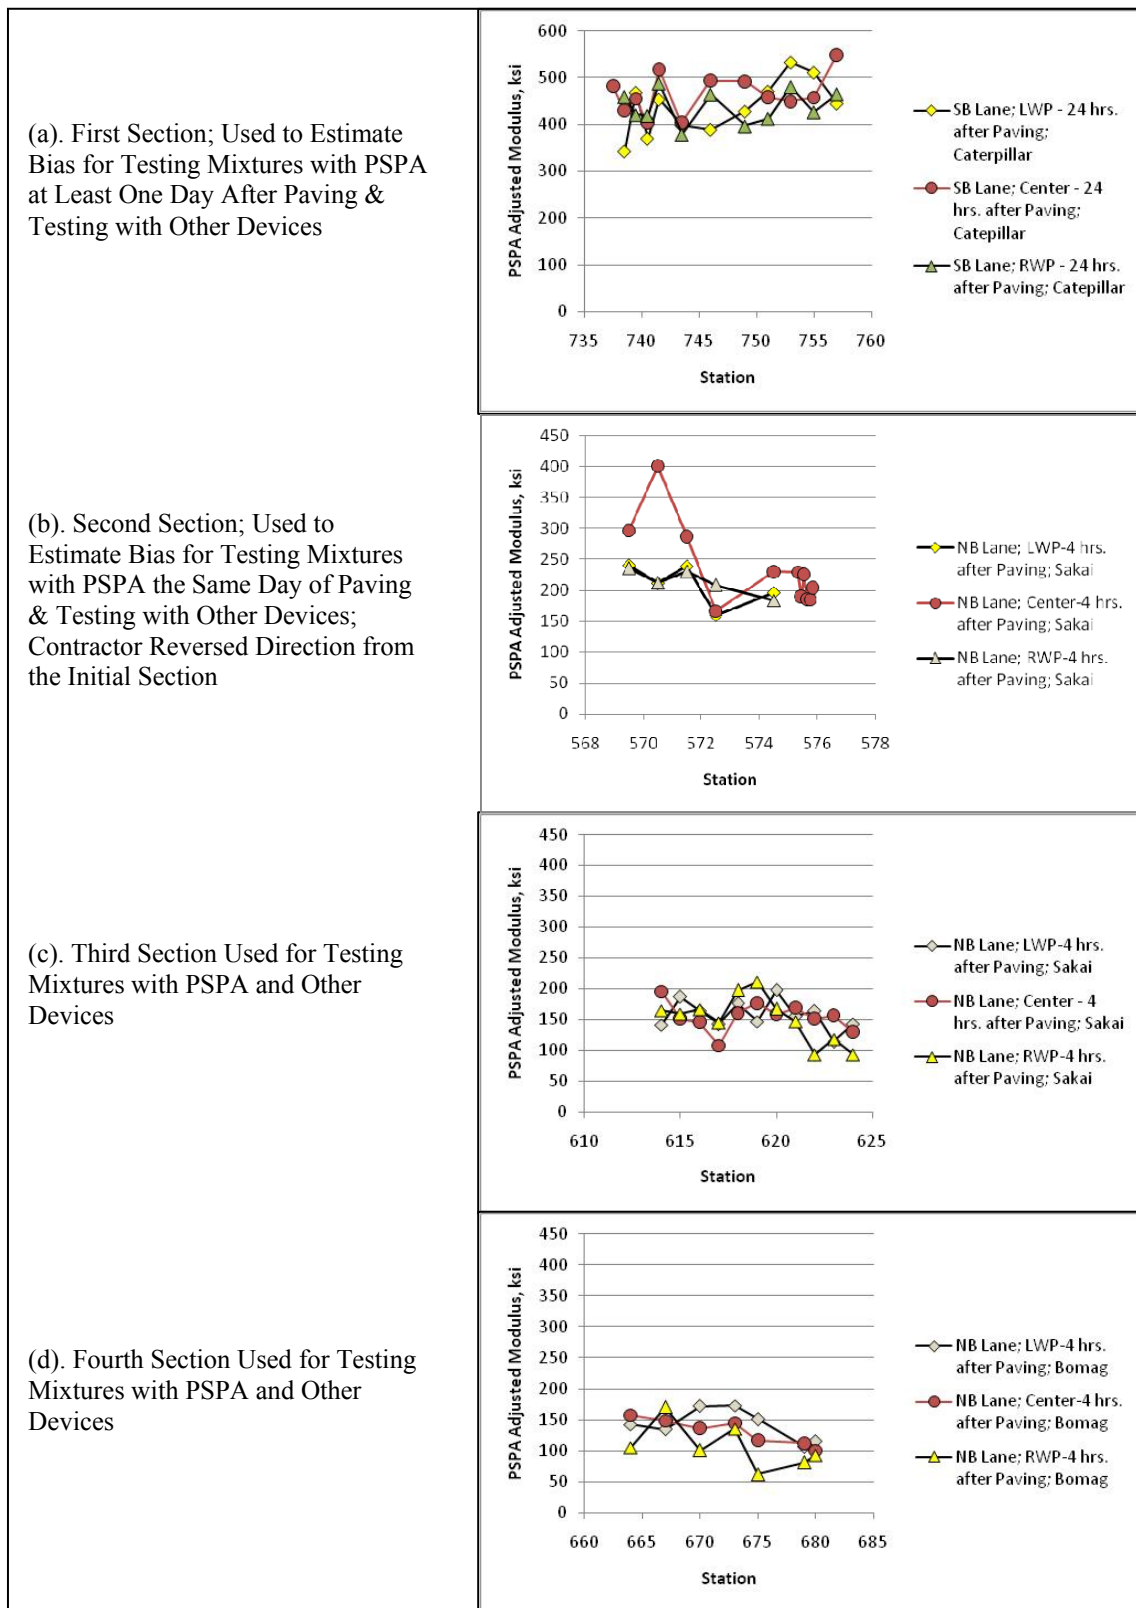 (a). First Section; Used to Estimate
Bias for Testing Mixtures with PSPA
at Least One Day After Paving &
Testing with Other Devices
PSPA Adjusted Modulus, ksi
600
500
400
300
200
100
0
735 740 745 750 755 760
Station
SB Lane; LWP - 24 hrs.
after Paving;
Caterpillar
SB Lane; Center - 24
hrs. after Paving;
Catepillar
SB Lane; RWP - 24 hrs.
after Paving; Catepillar
(b). Second Section; Used to
Estimate Bias for Testing Mixtures
with PSPA the Same Day of Paving
& Testing with Other Devices;
Contractor Reversed Direction from
the Initial Section
PSPA Adjusted Modulus, ksi
450
400
350
300
250
200
150
100
50
0
568 570 572 574 576 578
Station
NB Lane; LWP-4 hrs.
after Paving; Sakai
NB Lane; Center-4 hrs.
after Paving; Sakai
NB Lane; RWP-4 hrs.
after Paving; Sakai
(c). Third Section Used for Testing
Mixtures with PSPA and Other
Devices
PSPA Adjusted Modulus, ksi
450
400
350
300
250
200
150
100
50
0
610 615 620 625
Station
NB Lane; LWP-4 hrs.
after Paving; Sakai
NB Lane; Center - 4
hrs. after Paving; Sakai
NB Lane; RWP-4 hrs.
after Paving; Sakai
(d). Fourth Section Used for Testing
Mixtures with PSPA and Other
Devices
PSPA Adjusted Modulus, ksi
450
400
350
300
250
200
150
100
50
0
660 665 670 675 680 685
Station
NB Lane; LWP-4 hrs.
after Paving; Bomag
NB Lane; Center-4 hrs.
after Paving; Bomag
NB Lane; RWP-4 hrs.
after Paving; Bomag